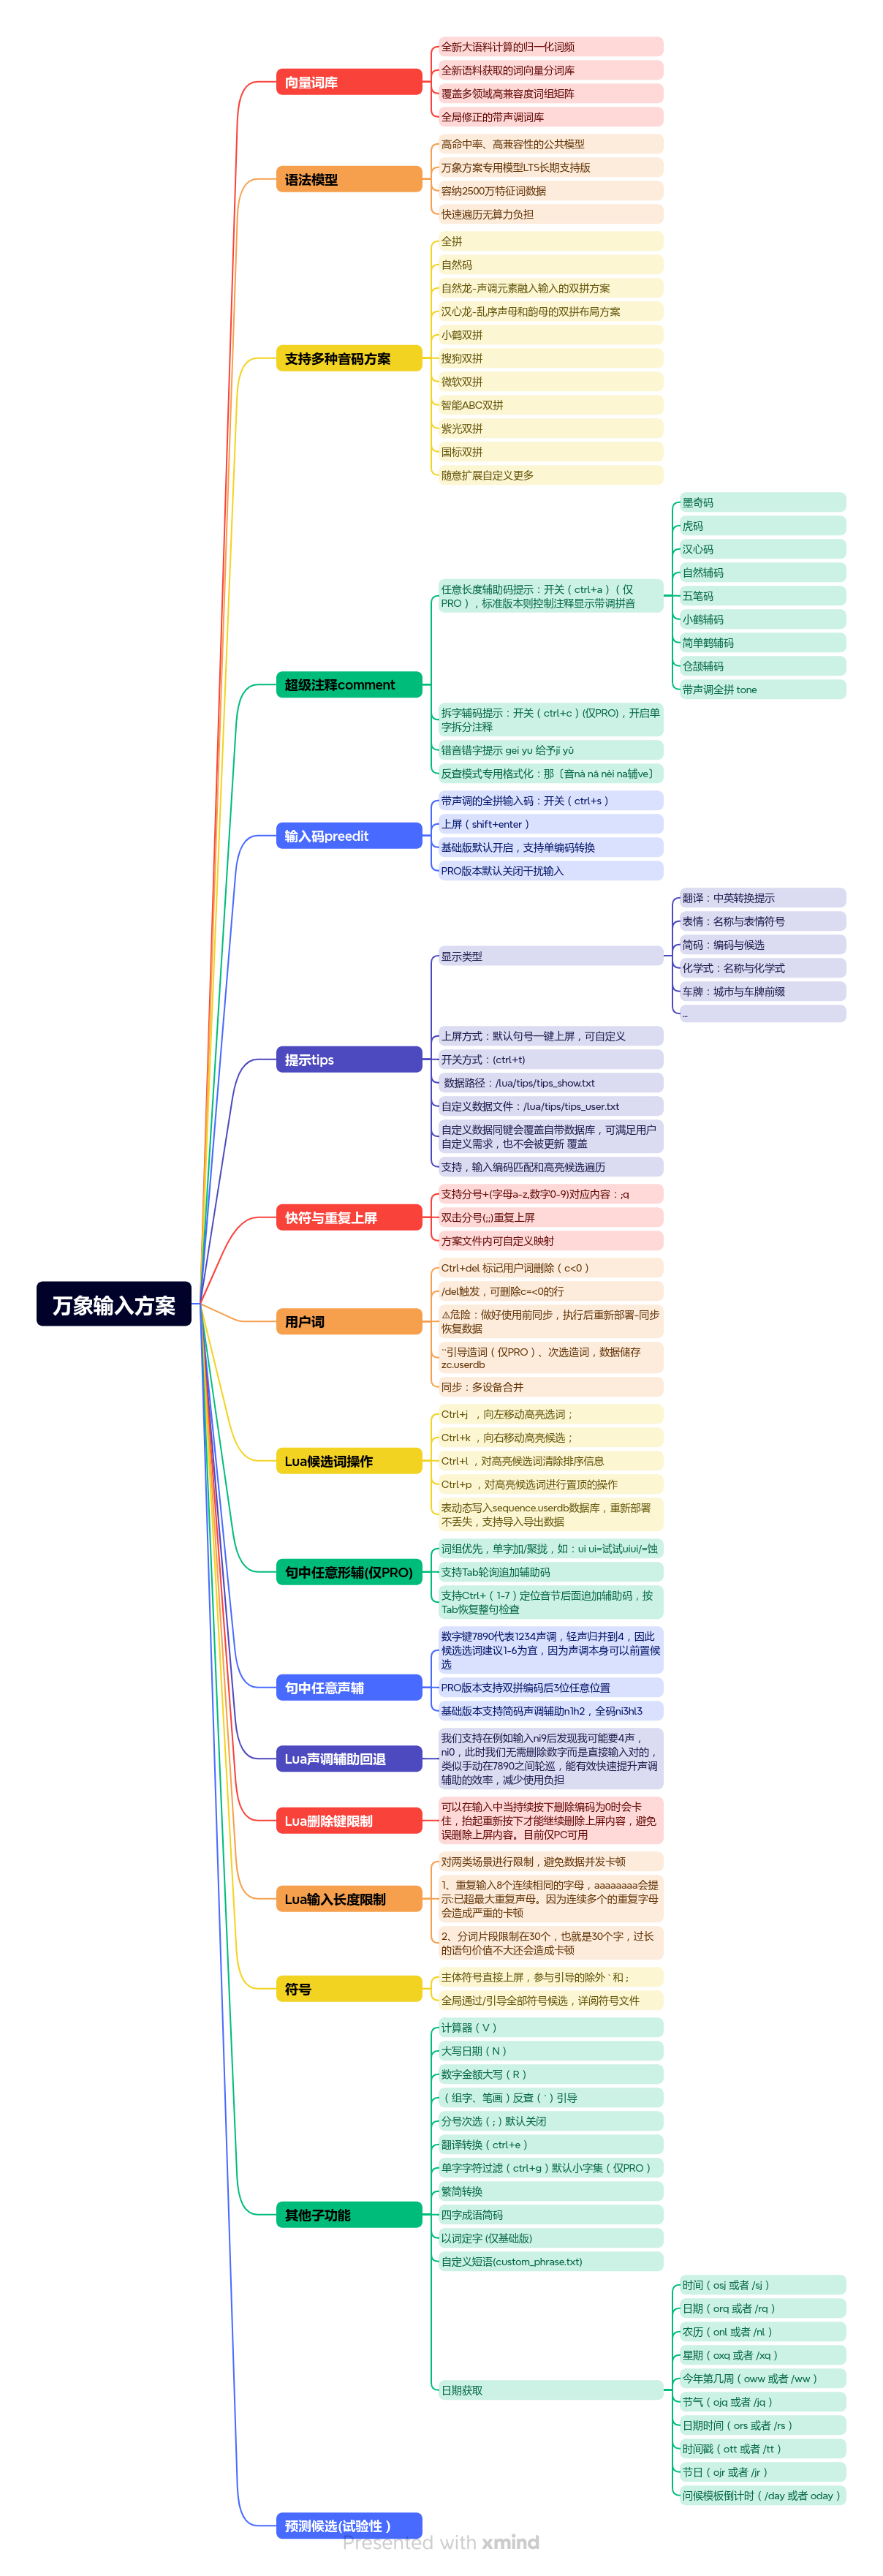 万象输入方案
向量词库
全新大语料计算的归一化词频
全新语料获取的词向量分词库
覆盖多领域高兼容度词组矩阵
全局修正的带声调词库
语法模型
高命中率、高兼容性的公共模型
万象方案专用模型LTS长期支持版
容纳2500万特征词数据
快速遍历无算力负担
支持多种音码方案
全拼
自然码
自然龙-声调元素融入输入的双拼方案
汉心龙-乱序声母和韵母的双拼布局方案
小鹤双拼
搜狗双拼
微软双拼
智能ABC双拼
紫光双拼
国标双拼
随意扩展自定义更多
超级注释comment
任意长度辅助码提示：开关（ctrl+a）（仅
PRO），标准版本则控制注释显示带调拼音
墨奇码
虎码
汉心码
自然辅码
五笔码
小鹤辅码
简单鹤辅码
仓颉辅码
带声调全拼 tone
拆字辅码提示：开关（ctrl+c）(仅PRO)，开启单
字拆分注释
错音错字提示 gei yu 给予jǐ yǔ
反查模式专用格式化：那〔音nà nǎ nèi na辅ve〕
输入码preedit
带声调的全拼输入码：开关（ctrl+s）
上屏（shift+enter）
基础版默认开启，支持单编码转换
PRO版本默认关闭干扰输入
提示tips
显示类型
翻译：中英转换提示
表情：名称与表情符号
简码：编码与候选
化学式：名称与化学式
车牌：城市与车牌前缀
...
上屏方式：默认句号一键上屏，可自定义
开关方式：(ctrl+t)
数据路径：/lua/tips/tips_show.txt
自定义数据文件：/lua/tips/tips_user.txt
自定义数据同键会覆盖自带数据库，可满足用户
自定义需求，也不会被更新 覆盖
支持，输入编码匹配和高亮候选遍历
快符与重复上屏
支持分号+(字母a-z,数字0-9)对应内容：;q
双击分号(;;)重复上屏
方案文件内可自定义映射
用户词
Ctrl+del 标记用户词删除（c<0）
/del触发，可删除c=<0的行
⚠危险：做好使用前同步，执行后重新部署-同步
恢复数据
``引导造词（仅PRO）、次选造词，数据储存
zc.userdb
同步：多设备合并
Lua候选词操作
Ctrl+j ，向左移动高亮选词；
Ctrl+k ，向右移动高亮候选；
Ctrl+l ，对高亮候选词清除排序信息
Ctrl+p ，对高亮候选词进行置顶的操作
表动态写入sequence.userdb数据库，重新部署
不丢失，支持导入导出数据
句中任意形辅(仅PRO)
词组优先，单字加/聚拢，如：ui ui=试试uiui/=蚀
支持Tab轮询追加辅助码
支持Ctrl+（1-7）定位音节后面追加辅助码，按
Tab恢复整句检查
句中任意声辅
数字键7890代表1234声调，轻声归并到4，因此
候选选词建议1-6为宜，因为声调本身可以前置候
选
PRO版本支持双拼编码后3位任意位置
基础版本支持简码声调辅助n1h2，全码ni3hl3
Lua声调辅助回退
我们支持在例如输入ni9后发现我可能要4声，
ni0，此时我们无需删除数字而是直接输入对的，
类似手动在7890之间轮巡，能有效快速提升声调
辅助的效率，减少使用负担
Lua删除键限制
可以在输入中当持续按下删除编码为0时会卡
住，抬起重新按下才能继续删除上屏内容，避免
误删除上屏内容。目前仅PC可用
Lua输入长度限制
对两类场景进行限制，避免数据并发卡顿
1、重复输入8个连续相同的字母，aaaaaaaa会提
示:已超最大重复声母。因为连续多个的重复字母
会造成严重的卡顿
2、分词片段限制在30个，也就是30个字，过长
的语句价值不大还会造成卡顿
符号
主体符号直接上屏，参与引导的除外 ` 和 ;
全局通过/引导全部符号候选，详阅符号文件
其他子功能
计算器（V）
大写日期（N）
数字金额大写（R）
（组字、笔画）反查（`）引导
分号次选（;）默认关闭
翻译转换（ctrl+e）
单字字符过滤（ctrl+g）默认小字集（仅PRO）
繁简转换
四字成语简码
以词定字 (仅基础版)
自定义短语(custom_phrase.txt)
日期获取
时间（osj 或者 /sj）
日期（orq 或者 /rq）
农历（onl 或者 /nl）
星期（oxq 或者 /xq）
今年第几周（oww 或者 /ww）
节气（ojq 或者 /jq）
日期时间（ors 或者 /rs）
时间戳（ott 或者 /tt）
节日（ojr 或者 /jr）
问候模板倒计时（/day 或者 oday）
预测候选(试验性）
Presented with xmind